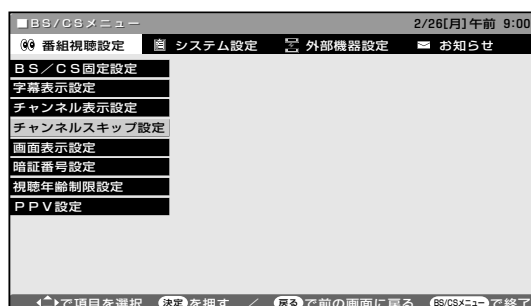 ■BS/CSメニュー 2/26[月]午前 9:00
番組視聴設定 システム設定 外部機器設定 お知らせ
BS/CS固定設定
字幕表示設定
チャンネル表示設定
チャンネルスキップ設定
画面表示設定
暗証番号設定
視聴年齢制限設定
PPV設定
で項目を選択 決定を押す / 戻るで前の画面に戻る BS/CSメニューで終了